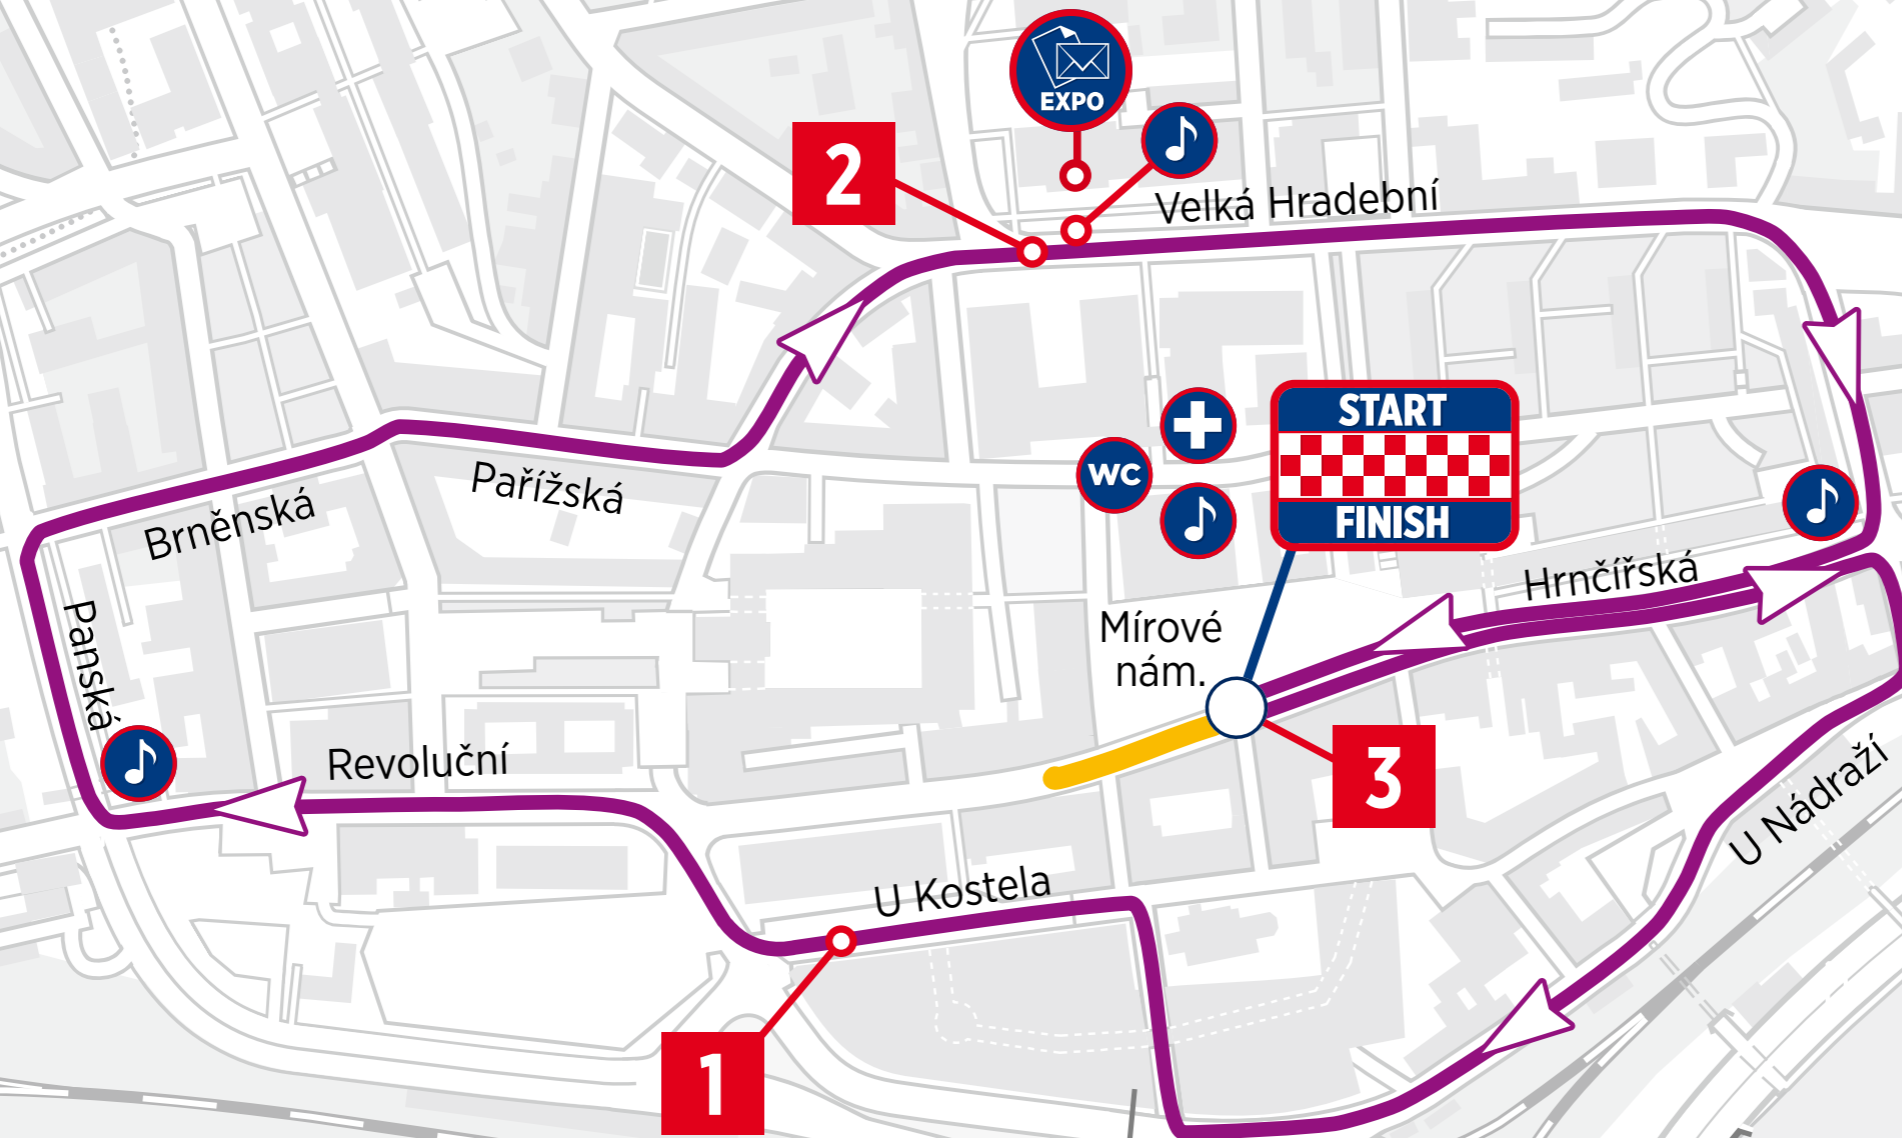 EXPO
2
Velká Hradební
START
FINISH
WC
Pařížská
Brněnská
Hrnčířská
Mírové
nám.
Panská
Revoluční
3
U Nádraží
U Kostela
1